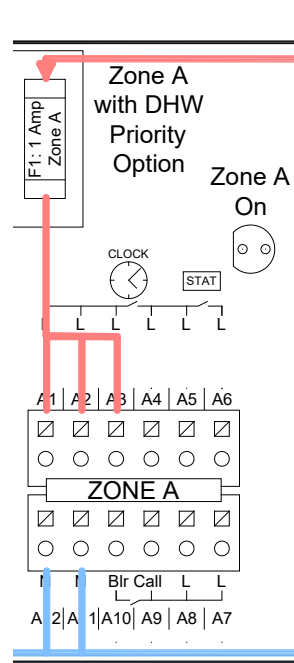 Zone A
with DHW
Priority
Option
F1: 1 Amp
Zone A
Zone A
On
CLOCK
STAT
L L L L L
A1 A2 A3 A4 A5 A6
ZONE A
N N Blr Call L L
A12 A11 A10 A9 A8 A7